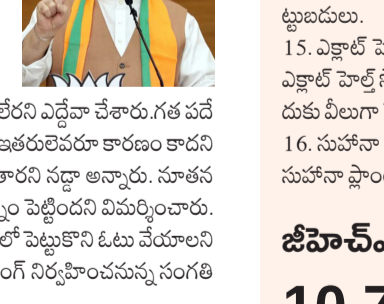 లేరని ఎద్దేవా చేశారు.గత పదే
ఇతరులెవరూ కారణం కాదని
తారని నడ్డా అన్నారు. నూతన
్నం పెట్టిందని విమర్శించారు.
లో పెట్టుకొని ఓటు వేయాలని
ంగ్ నిర్వహించనున్న సంగతి
ట్టుబడులు.
15. ఎక్లాట్ హె
ఎక్లాట్ హెల్త్ సొ
దుకు వీలుగా
16. సుహానా
సుహానా ప్లాం
జీహెచ్ఎ
10.7